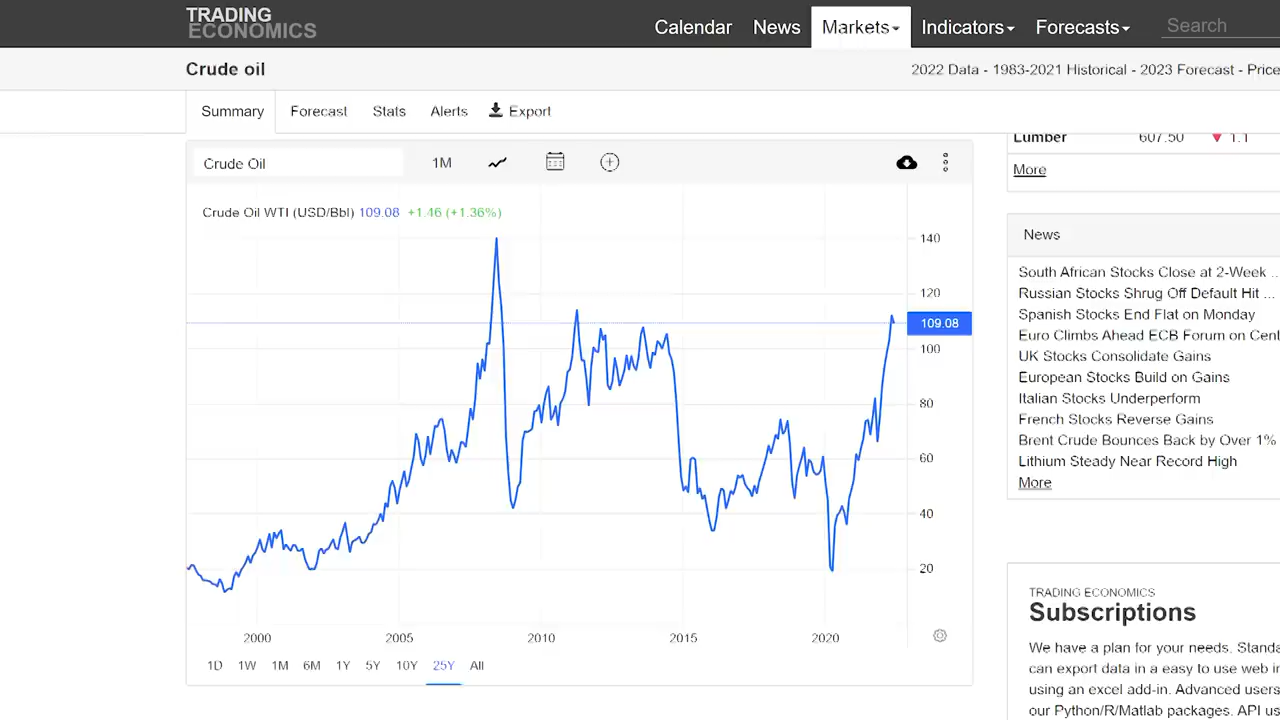 TRADING
ECONOMICS
Calendar News Markets Indicators Forecasts Search
Crude oil
2022 Data - 1983-2021 Historical - 2023 Forecast - Price
Summary Forecast Stats Alerts Export
Lumber 607.50 1.1
More
Crude Oil 1M
Crude Oil WTI (USD/Bbl) 109.08 +1.46 (+1.36%)
140
120
109.08
100
80
60
40
20
2000 2005 2010 2015 2020
1D 1W 1M 6M 1Y 5Y 10Y 25Y All
News
South African Stocks Close at 2-Week ...
Russian Stocks Shrug Off Default Hit ...
Spanish Stocks End Flat on Monday
Euro Climbs Ahead ECB Forum on Cent
UK Stocks Consolidate Gains
European Stocks Build on Gains
Italian Stocks Underperform
French Stocks Reverse Gains
Brent Crude Bounces Back by Over 1%
Lithium Steady Near Record High
More
TRADING ECONOMICS
Subscriptions
We have a plan for your needs. Standa
can export data in a easy to use web in
using an excel add-in. Advanced users
our Python/R/Matlab packages. API us